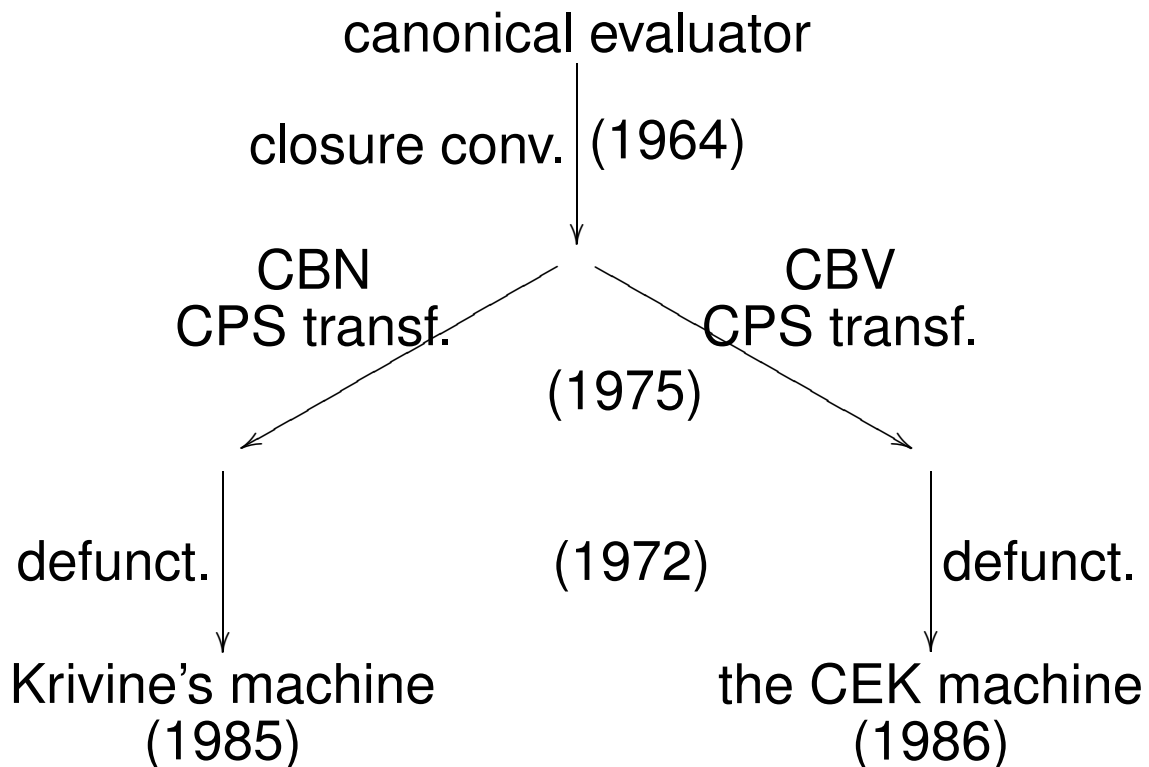 canonical evaluator
closure conv. (1964)
CBN
CPS transf.
CBV
CPS transf.
(1975)
defunct.
(1972)
defunct.
Krivine's machine
(1985)
the CEK machine
(1986)